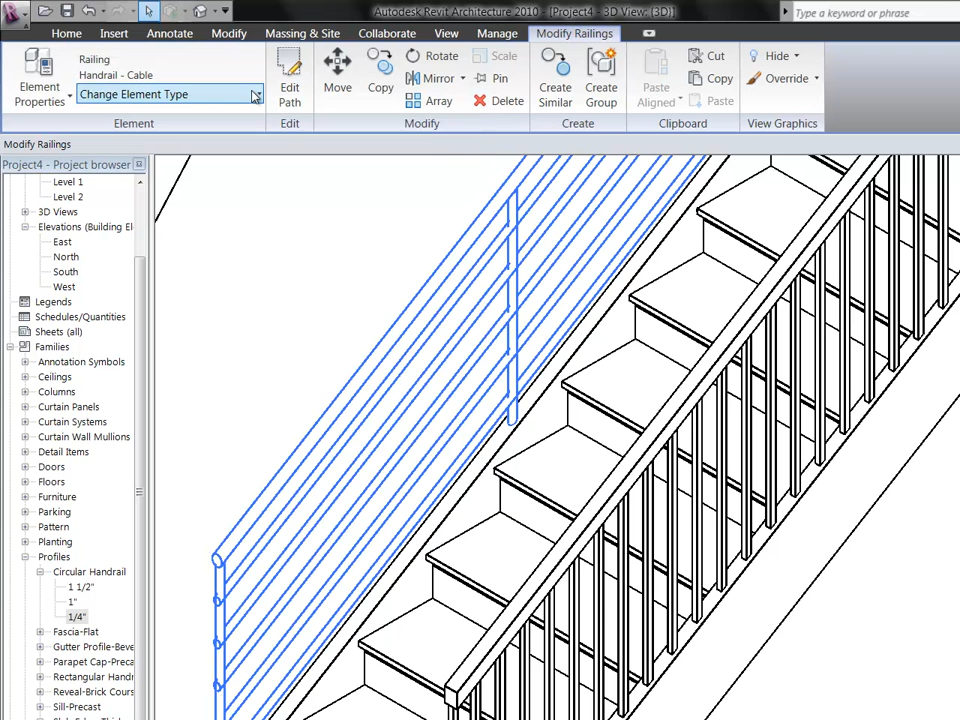 Autodesk Revit Architecture 2010 - [Project4 - 3D View: {3D}]
Type a keyword or phrase
Home Insert Annotate Modify Massing & Site Collaborate View Manage Modify Railings
Railing
Handrail - Cable
Change Element Type
Element
Properties
Element
Edit
Path
Edit
Move
Copy
Rotate
Mirror
Array
Scale
Pin
Delete
Modify
Create
Similar
Create
Group
Create
Paste
Aligned
Cut
Copy
Paste
Clipboard
Hide
Override
View Graphics
Modify Railings
Project4 - Project browser
Level 1
Level 2
3D Views
Elevations (Building El
East
North
South
West
Legends
Schedules/Quantities
Sheets (all)
Families
Annotation Symbols
Ceilings
Columns
Curtain Panels
Curtain Systems
Curtain Wall Mullions
Detail Items
Doors
Floors
Furniture
Parking
Pattern
Planting
Profiles
Circular Handrail
1 1/2"
1"
1/4"
Fascia-Flat
Gutter Profile-Beve
Parapet Cap-Preca
Rectangular Handr
Reveal-Brick Cours
Sill-Precast